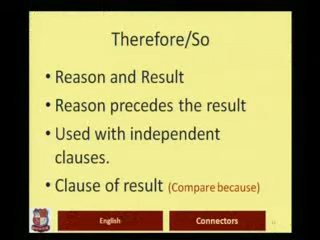 Therefore/So
• Reason and Result
• Reason precedes the result
• Used with independent
clauses.
• Clause of result (Compare because)
English
Connectors